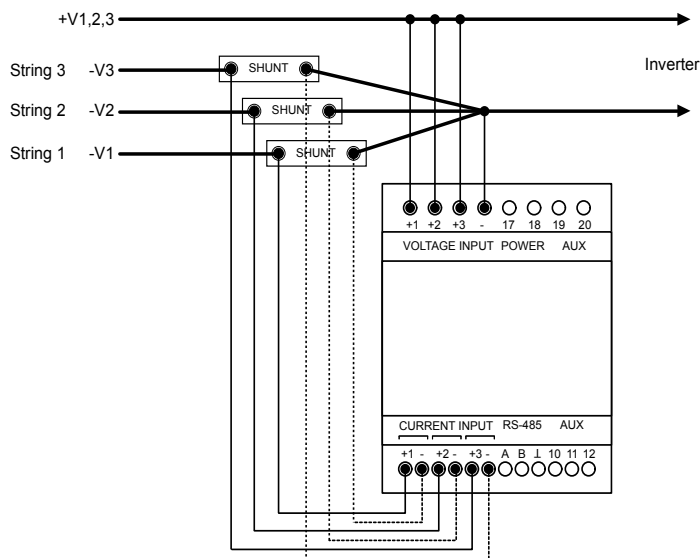 +V1,2,3
String 3 -V3 SHUNT Inverter
String 2 -V2 SHUNT
String 1 -V1 SHUNT
+1 +2 +3 - 17 18 19 20
VOLTAGE INPUT POWER AUX
CURRENT INPUT RS-485 AUX
+1 - +2 - +3 - A B ⊥ 10 11 12